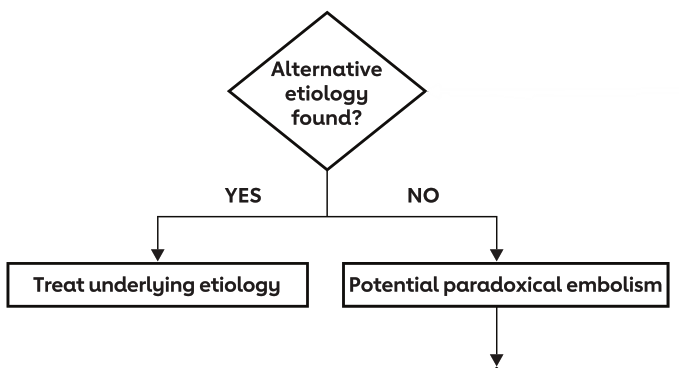 Alternative
etiology
found?
YES
NO
Treat underlying etiology
Potential paradoxical embolism